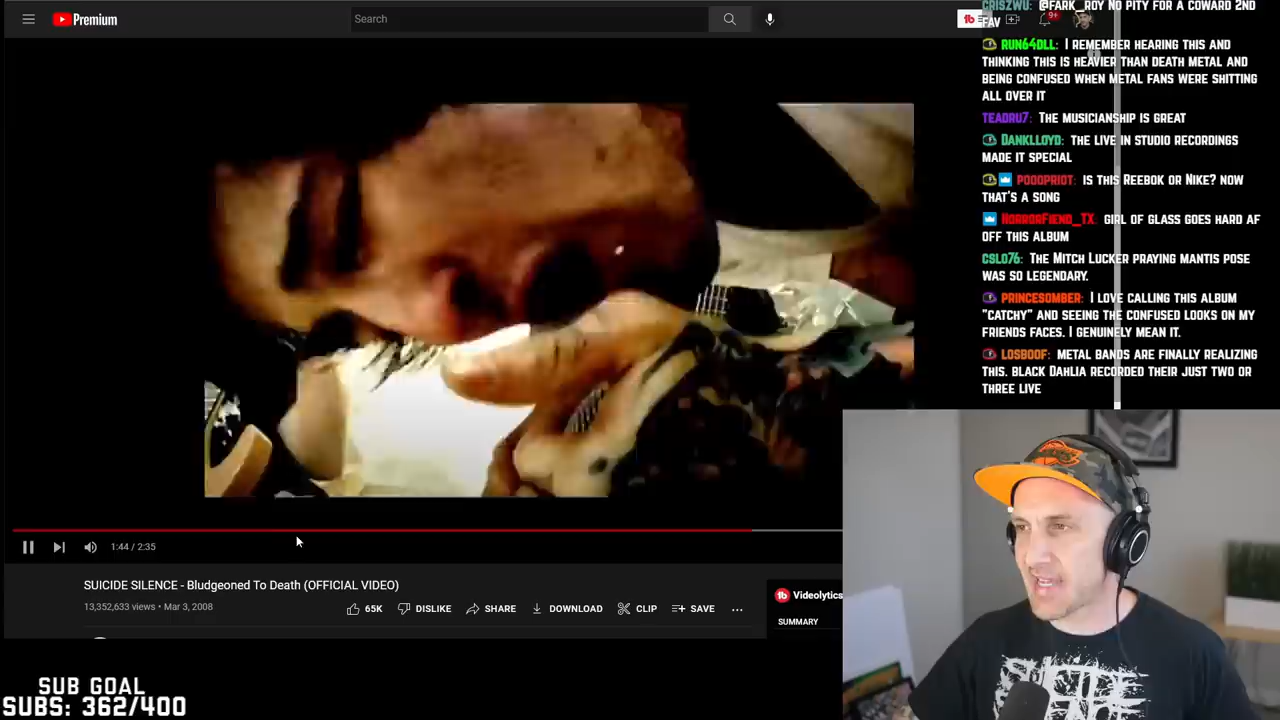 Premium
Search
9+
CRISZWU: @FARK_ROY NO PITY FOR A COWARD 2ND
FAV
RUN64DLL: I REMEMBER HEARING THIS AND
THINKING THIS IS HEAVIER THAN DEATH METAL AND
BEING CONFUSED WHEN METAL FANS WERE SHITTING
ALL OVER IT
TEADRU7: THE MUSICIANSHIP IS GREAT
DANKLLOYD: THE LIVE IN STUDIO RECORDINGS
MADE IT SPECIAL
POOOPRIOT: IS THIS REEBOK OR NIKE? NOW
THAT'S A SONG
HORRORFIEND_TX: GIRL OF GLASS GOES HARD AF
OFF THIS ALBUM
CSLO76: THE MITCH LUCKER PRAYING MANTIS POSE
WAS SO LEGENDARY.
PRINCESOMBER: I LOVE CALLING THIS ALBUM
"CATCHY" AND SEEING THE CONFUSED LOOKS ON MY
FRIENDS FACES. I GENUINELY MEAN IT.
LOSBOOF: METAL BANDS ARE FINALLY REALIZING
THIS. BLACK DAHLIA RECORDED THEIR JUST TWO OR
THREE LIVE
1:44 / 2:35
SUICIDE SILENCE - Bludgeoned To Death (OFFICIAL VIDEO)
13,352,633 views • Mar 3, 2008
65K DISLIKE SHARE DOWNLOAD CLIP SAVE ...
Videolytics
SUMMARY
SUB GOAL
SUBS: 362/400
SUICIDE